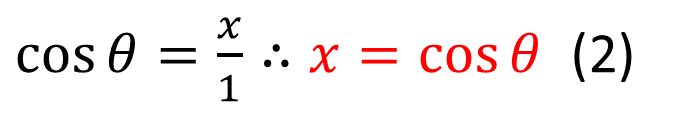 cos θ = x/1 ∴ x = cos θ (2)